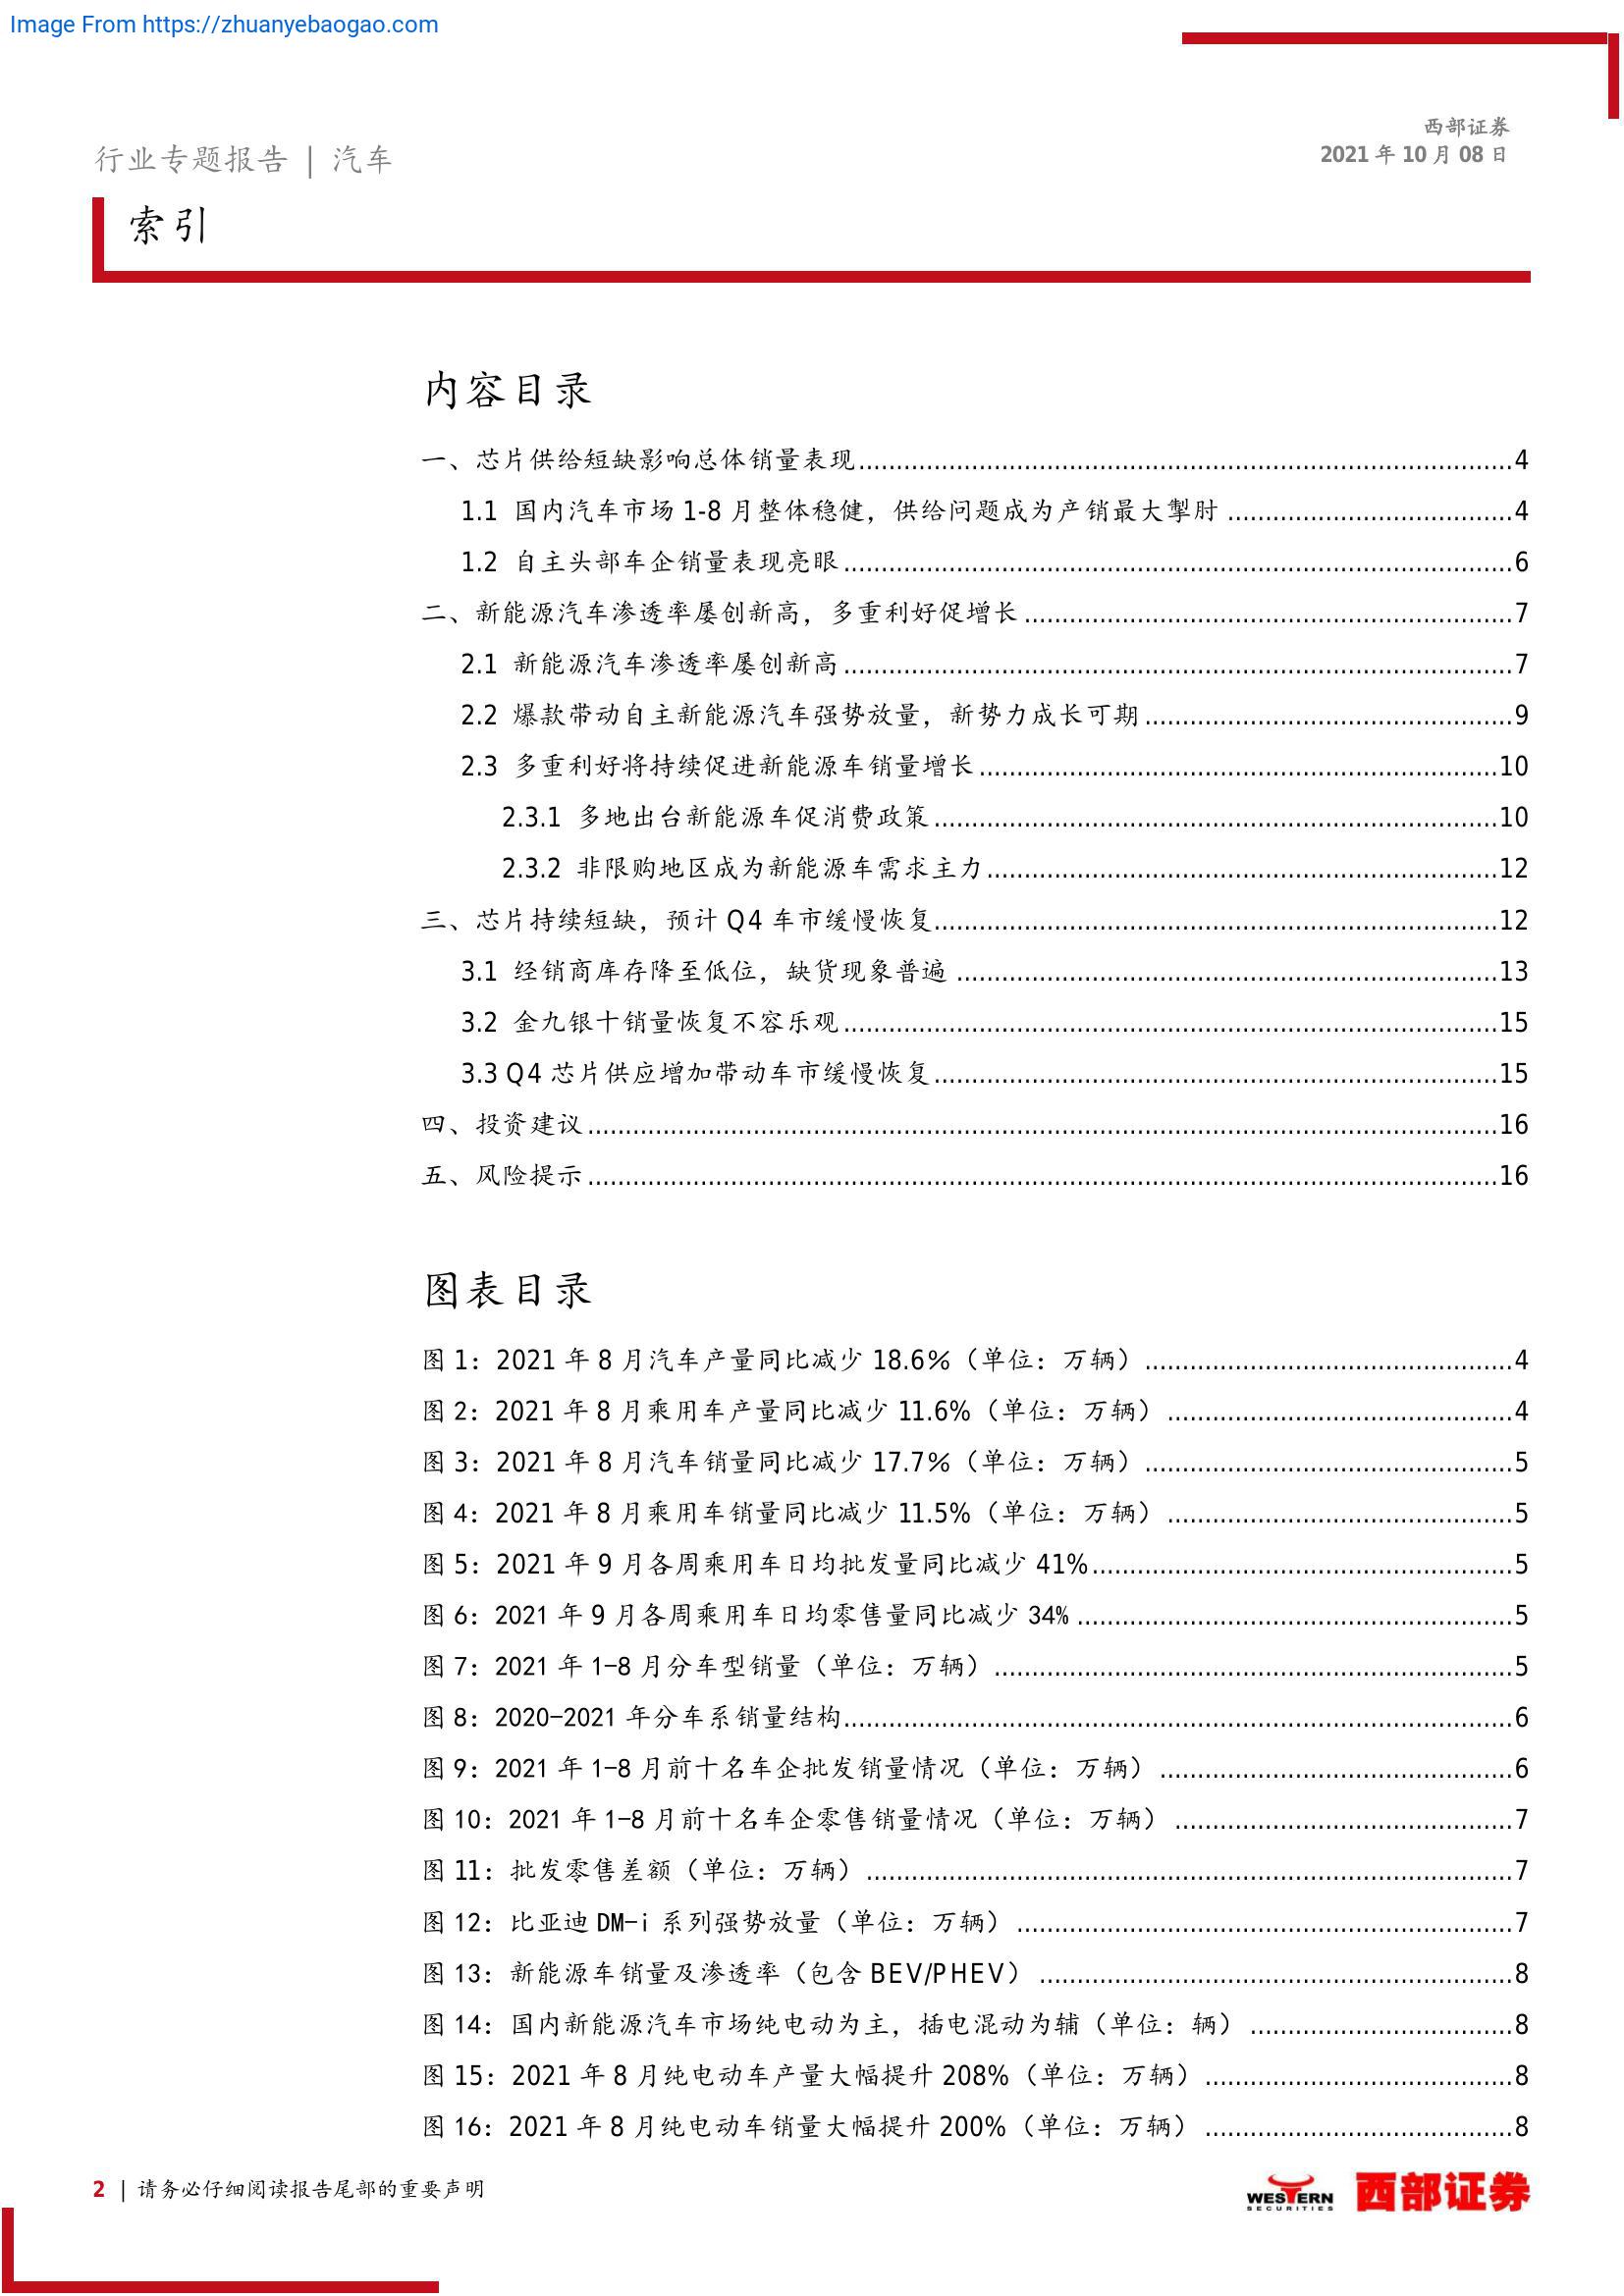 Image From https://zhuanyebaogao.com
西部证券
2021 年 10 月 08 日
行业专题报告 | 汽车
索引
内容目录
一、芯片供给短缺影响总体销量表现....................4
1.1 国内汽车市场 1-8 月整体稳健，供给问题成为产销最大掣肘....................4
1.2 自主头部车企销量表现亮眼....................6
二、新能源汽车渗透率屡创新高，多重利好促增长....................7
2.1 新能源汽车渗透率屡创新高....................7
2.2 爆款带动自主新能源汽车强势放量，新势力成长可期....................9
2.3 多重利好将持续促进新能源车销量增长....................10
2.3.1 多地出台新能源车促消费政策....................10
2.3.2 非限购地区成为新能源车需求主力....................12
三、芯片持续短缺，预计 Q4 车市缓慢恢复....................12
3.1 经销商库存降至低位，缺货现象普遍....................13
3.2 金九银十销量恢复不容乐观....................15
3.3 Q4 芯片供应增加带动车市缓慢恢复....................15
四、投资建议....................16
五、风险提示....................16
图表目录
图 1：2021 年 8 月汽车产量同比减少 18.6%（单位：万辆）....................4
图 2：2021 年 8 月乘用车产量同比减少 11.6%（单位：万辆）....................4
图 3：2021 年 8 月汽车销量同比减少 17.7%（单位：万辆）....................5
图 4：2021 年 8 月乘用车销量同比减少 11.5%（单位：万辆）....................5
图 5：2021 年 9 月各周乘用车日均批发量同比减少 41%....................5
图 6：2021 年 9 月各周乘用车日均零售量同比减少 34%....................5
图 7：2021 年 1-8 月分车型销量（单位：万辆）....................5
图 8：2020-2021 年分车系销量结构....................6
图 9：2021 年 1-8 月前十名车企批发销量情况（单位：万辆）....................6
图 10：2021 年 1-8 月前十名车企零售销量情况（单位：万辆）....................7
图 11：批发零售差额（单位：万辆）....................7
图 12：比亚迪 DM-i 系列强势放量（单位：万辆）....................7
图 13：新能源车销量及渗透率（包含 BEV/PHEV）....................8
图 14：国内新能源汽车市场纯电动为主，插电混动为辅（单位：辆）....................8
图 15：2021 年 8 月纯电动车产量大幅提升 208%（单位：万辆）....................8
图 16：2021 年 8 月纯电动车销量大幅提升 200%（单位：万辆）....................8
2 | 请务必仔细阅读报告尾部的重要声明
WESTERN
SECURITIES
西部证券